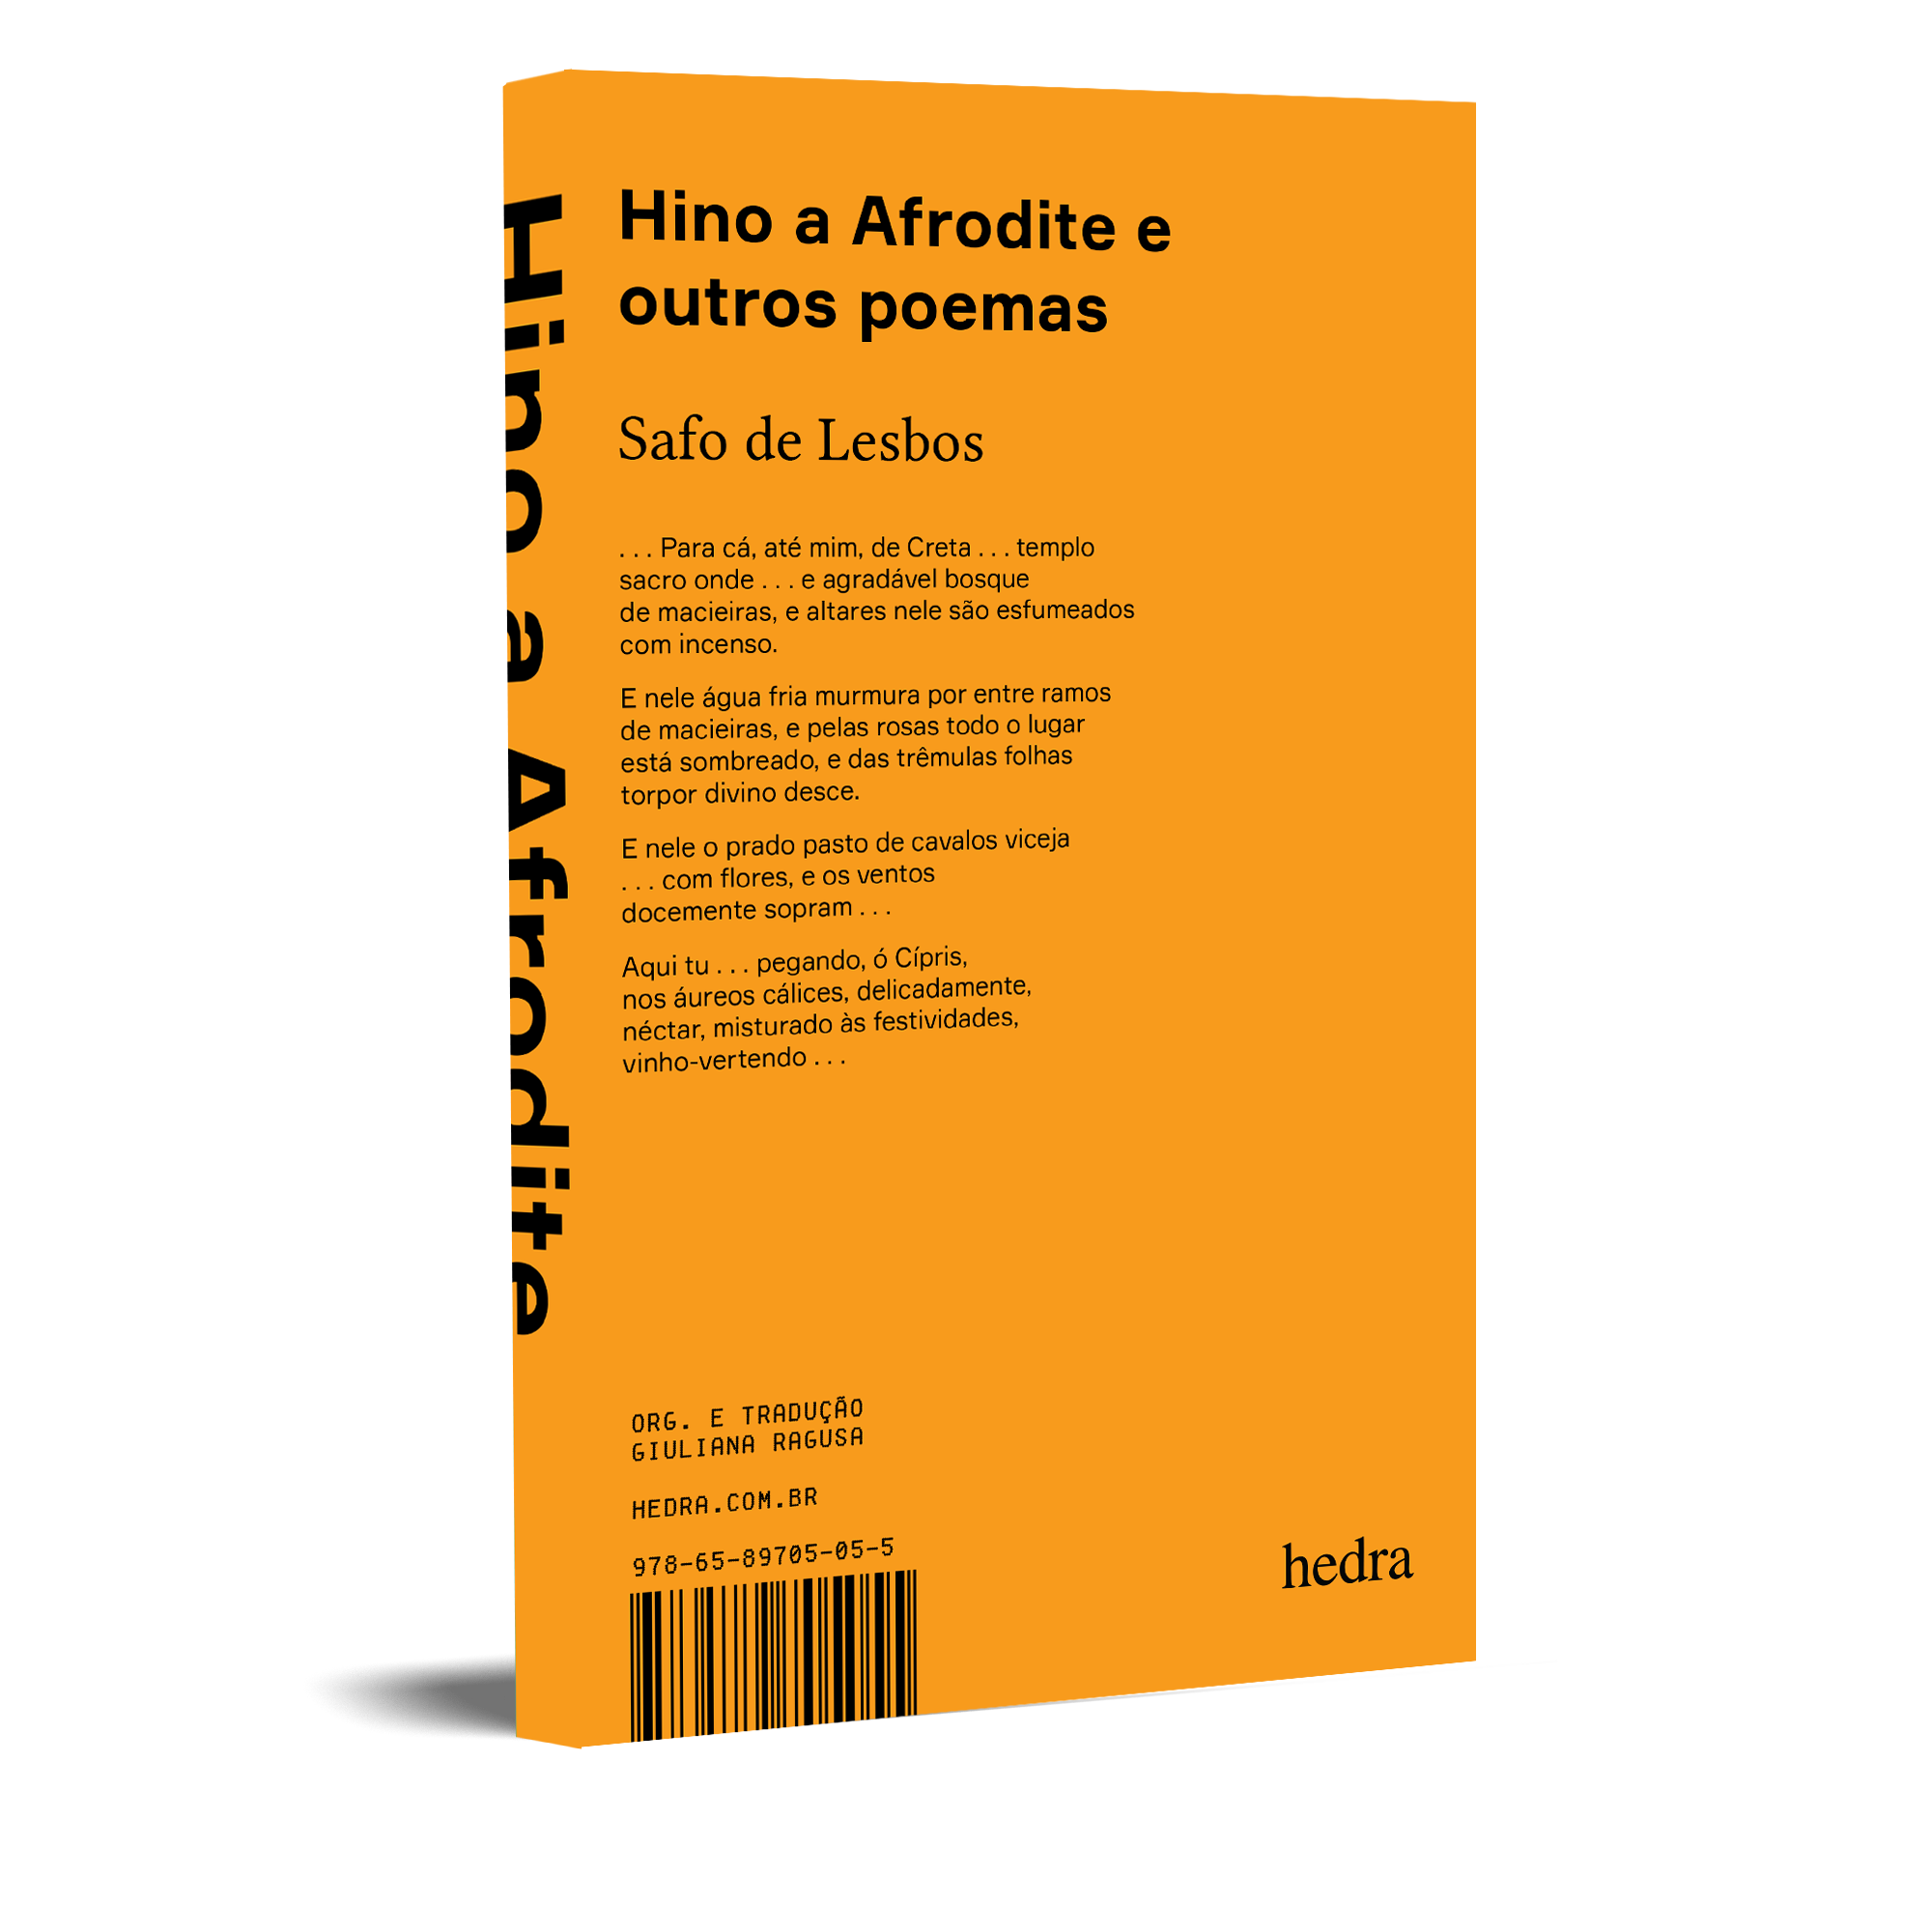 Hino a Afrodite
Hino a Afrodite e
outros poemas
Safo de Lesbos
. . . Para cá, até mim, de Creta . . . templo
sacro onde . . . e agradável bosque
de macieiras, e altares nele são esfumeados
com incenso.
E nele água fria murmura por entre ramos
de macieiras, e pelas rosas todo o lugar
está sombreado, e das trêmulas folhas
torpor divino desce.
E nele o prado pasto de cavalos viceja
. . . com flores, e os ventos
docemente sopram . . .
Aqui tu . . . pegando, ó Cípris,
nos áureos cálices, delicadamente,
néctar, misturado às festividades,
vinho-vertendo . . .
ORG. E TRADUÇÃO
GIULIANA RAGUSA
HEDRA.COM.BR
978-65-89705-05-5
hedra